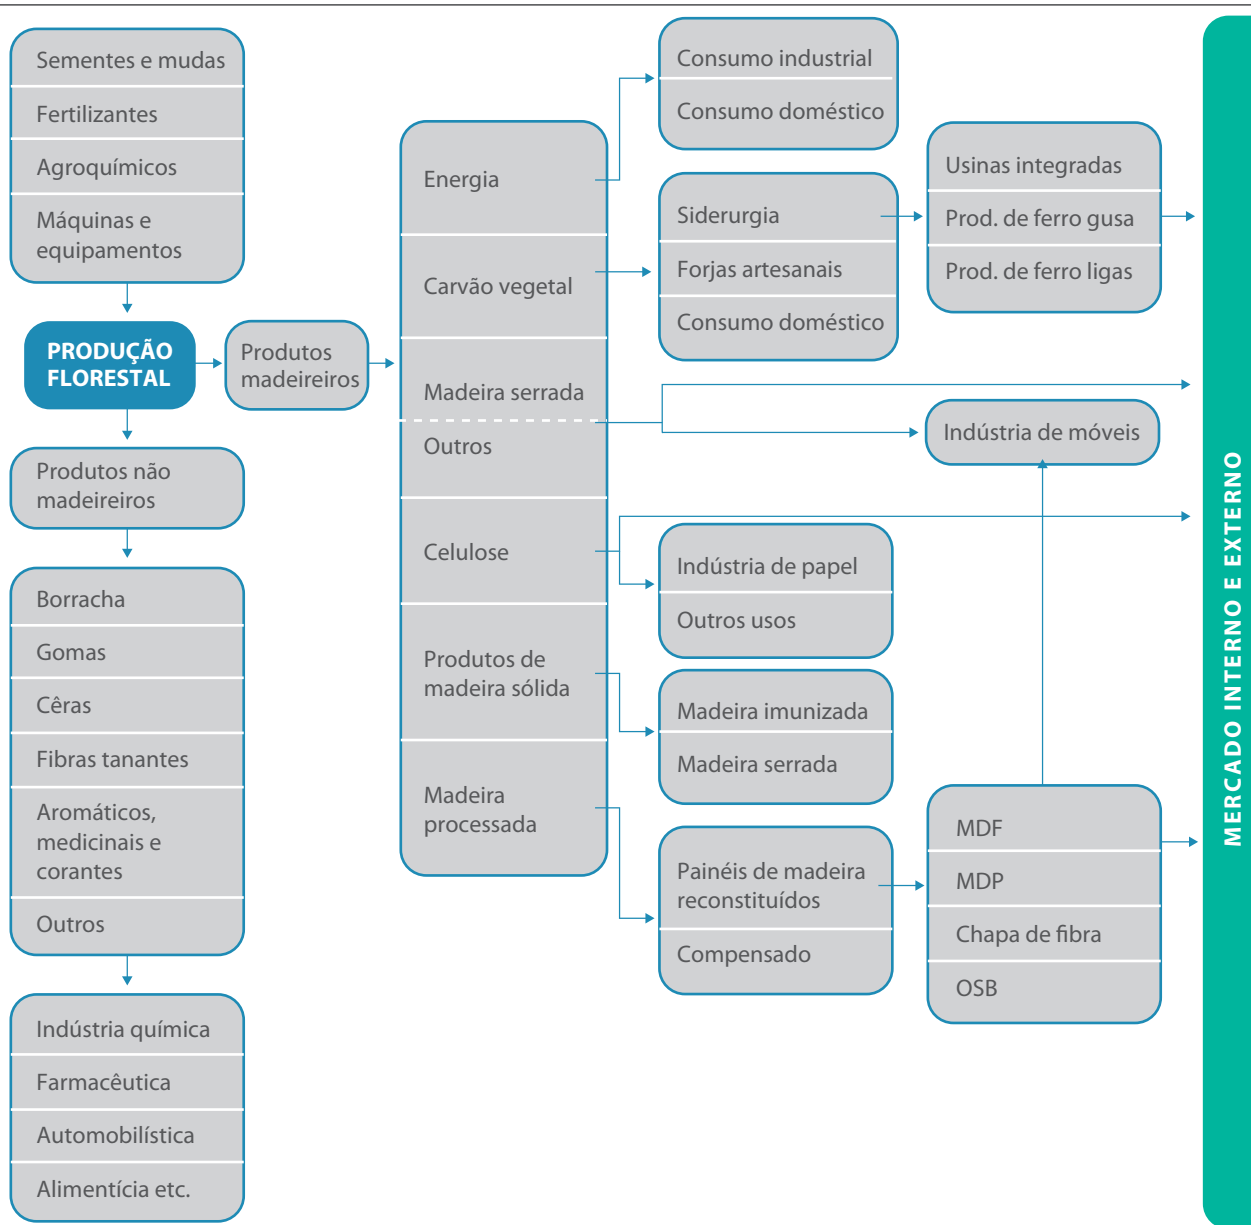 Sementes e mudas
Fertilizantes
Agroquímicos
Máquinas e
equipamentos
PRODUÇÃO
FLORESTAL
Produtos
madeireiros
Produtos não
madeireiros
Borracha
Gomas
Cêras
Fibras tanantes
Aromáticos,
medicinais e
corantes
Outros
Indústria química
Farmacêutica
Automobilística
Alimentícia etc.
Energia
Carvão vegetal
Madeira serrada
Outros
Celulose
Produtos de
madeira sólida
Madeira
processada
Consumo industrial
Consumo doméstico
Siderurgia
Forjas artesanais
Consumo doméstico
Usinas integradas
Prod. de ferro gusa
Prod. de ferro ligas
Indústria de móveis
Indústria de papel
Outros usos
Madeira imunizada
Madeira serrada
Painéis de madeira
reconstituídos
Compensado
MDF
MDP
Chapa de fibra
OSB
MERCADO INTERNO E EXTERNO